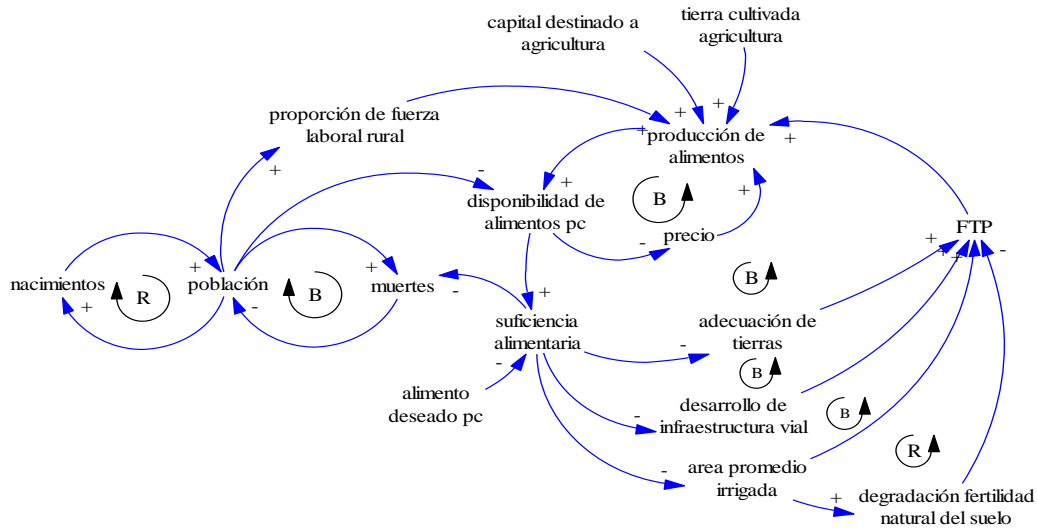 capital destinado a
agricultura
tierra cultivada
agricultura
proporción de fuerza
laboral rural
+
+
+
+
+
producción de
alimentos
+
-
+
disponibilidad de
alimentos pc
B
+
-
precio
FTP
+
+
+
-
nacimientos
+
R
+
población
-
B
+
muertes
-
+
suficiencia
alimentaria
-
B
adecuación de
tierras
-
B
alimento
deseado pc
-
desarrollo de
infraestructura vial
B
-
area promedio
irrigada
R
+
degradación fertilidad
natural del suelo